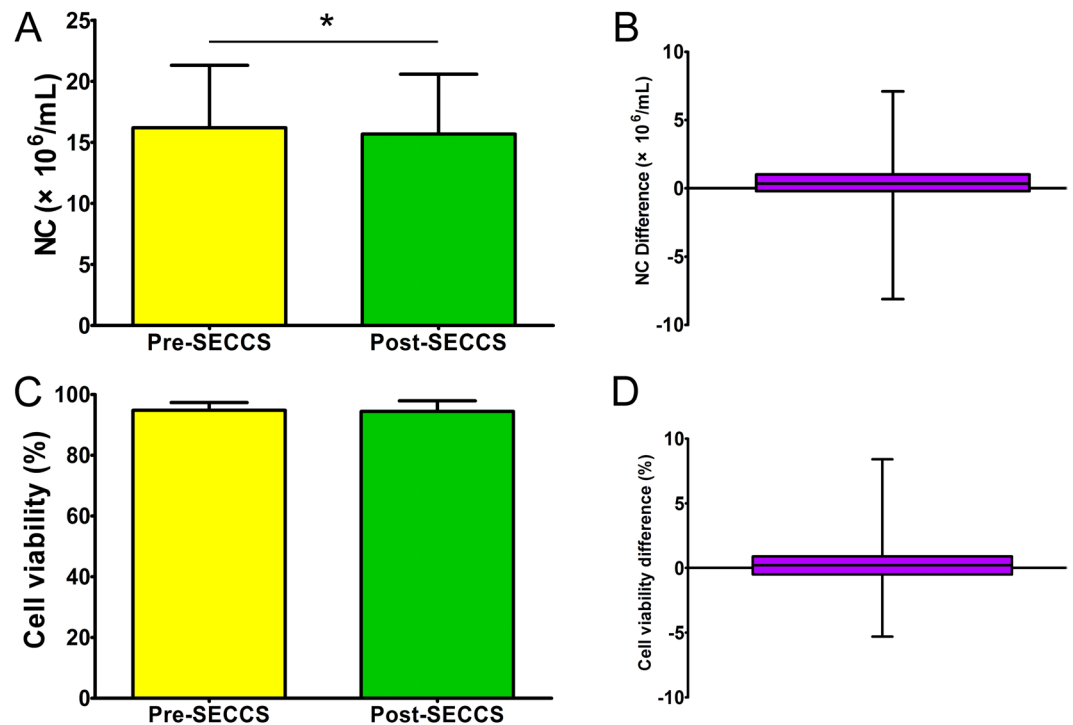 A
NC (× 10⁶/mL)
25
20
15
10
5
0
*
Pre-SECCS
Post-SECCS
B
NC Difference (× 10⁶/mL)
10
5
0
-5
-10
C
Cell viability (%)
100
80
60
40
20
0
Pre-SECCS
Post-SECCS
D
Cell viability difference (%)
10
5
0
-5
-10